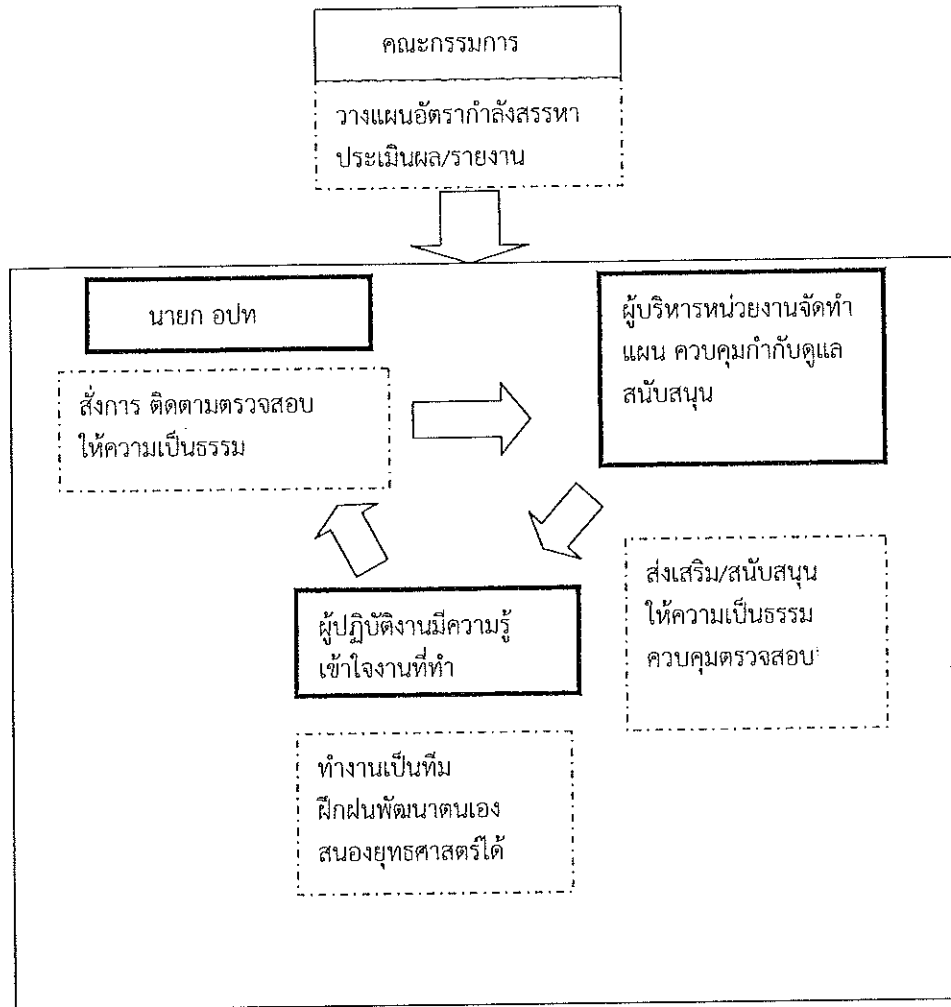 คณะกรรมการ
วางแผนอัตรากำลังสรรหา
ประเมินผล/รายงาน
นายก อปท
สั่งการ ติดตามตรวจสอบ
ให้ความเป็นธรรม
ผู้บริหารหน่วยงานจัดทำ
แผน ควบคุมกำกับดูแล
สนับสนุน
ส่งเสริม/สนับสนุน
ให้ความเป็นธรรม
ควบคุมตรวจสอบ
ผู้ปฏิบัติงานมีความรู้
เข้าใจงานที่ทำ
ทำงานเป็นทีม
ฝึกฝนพัฒนาตนเอง
สนองยุทธศาสตร์ได้